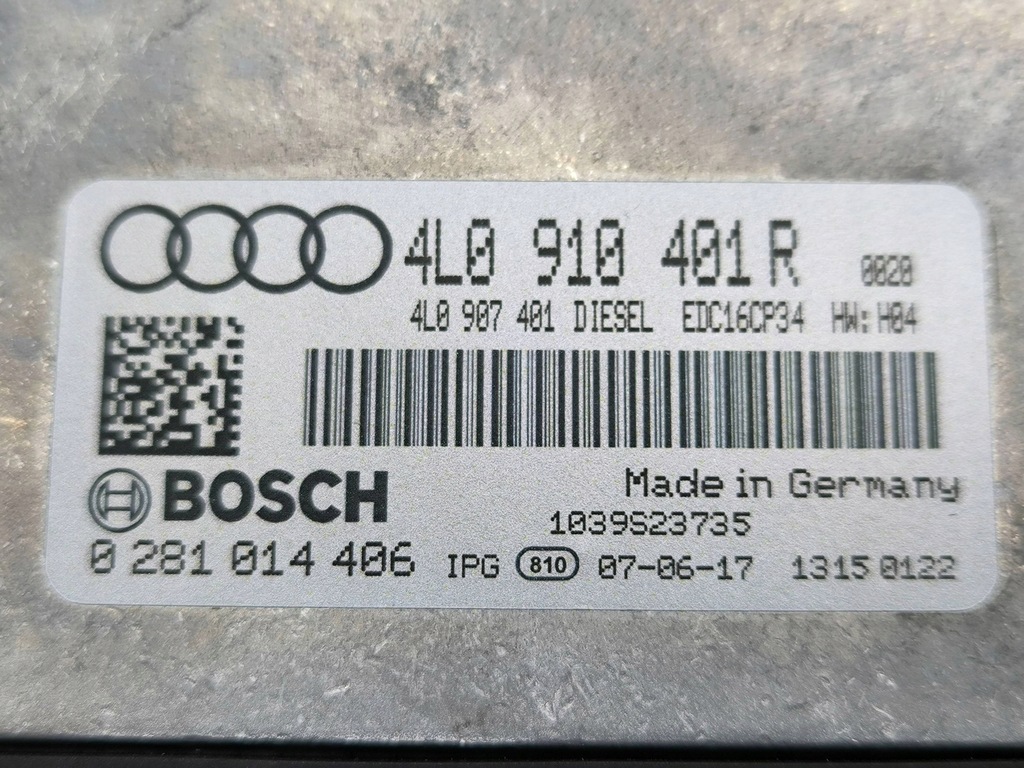 4L0 910 401 R 0020
4L0 907 401 DIESEL EDC16CP34 HW: H04
BOSCH
Made in Germany
1039S23735
0 281 014 406 IPG 810 07-06-17 1315 0122